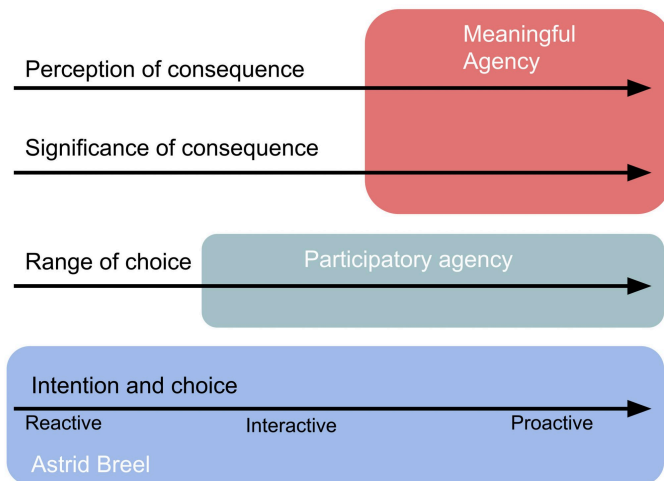 Meaningful
Agency
Perception of consequence
Significance of consequence
Participatory agency
Range of choice
Intention and choice
Reactive
Interactive
Proactive
Astrid Breel